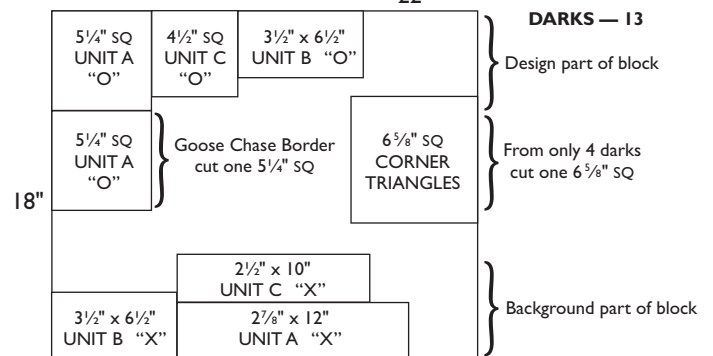 22
DARKS — 13
5¼" SQ
UNIT A
“O”
4½" SQ
UNIT C
“O”
3½" x 6½"
UNIT B “O”
Design part of block
5¼" SQ
UNIT A
“O”
Goose Chase Border
cut one 5¼" SQ
6⅝" SQ
CORNER
TRIANGLES
From only 4 darks
cut one 6⅝" SQ
18"
2½" x 10"
UNIT C “X”
3½" x 6½"
UNIT B “X”
2⅞" x 12"
UNIT A “X”
Background part of block